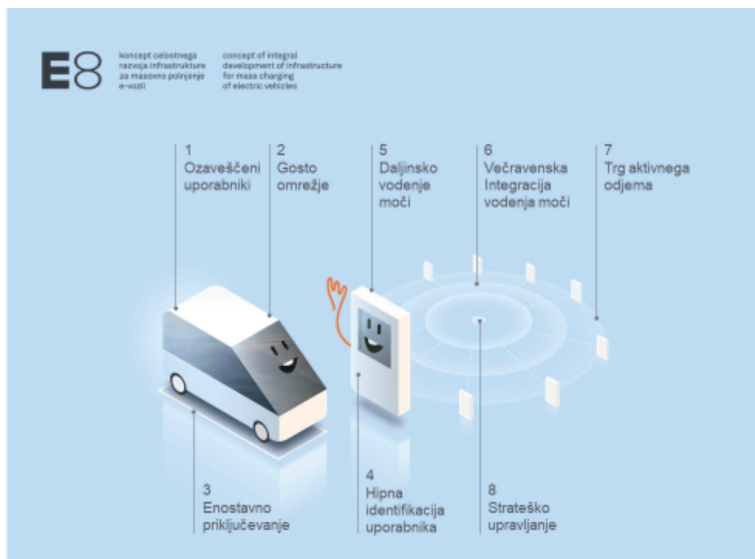 E8
koncept celostnega
razvoja infrastrukture
za masovno polnjenje
e-vozil
concept of integral
development of infrastructure
for mass charging
of electric vehicles
1
Ozaveščeni
uporabniki
2
Gosto
omrežje
5
Daljinsko
vodenje
moči
6
Večravenska
Integracija
vodenja moči
7
Trg aktivnega
odjema
3
Enostavno
priključevanje
4
Hipna
identifikacija
uporabnika
8
Strateško
upravljanje